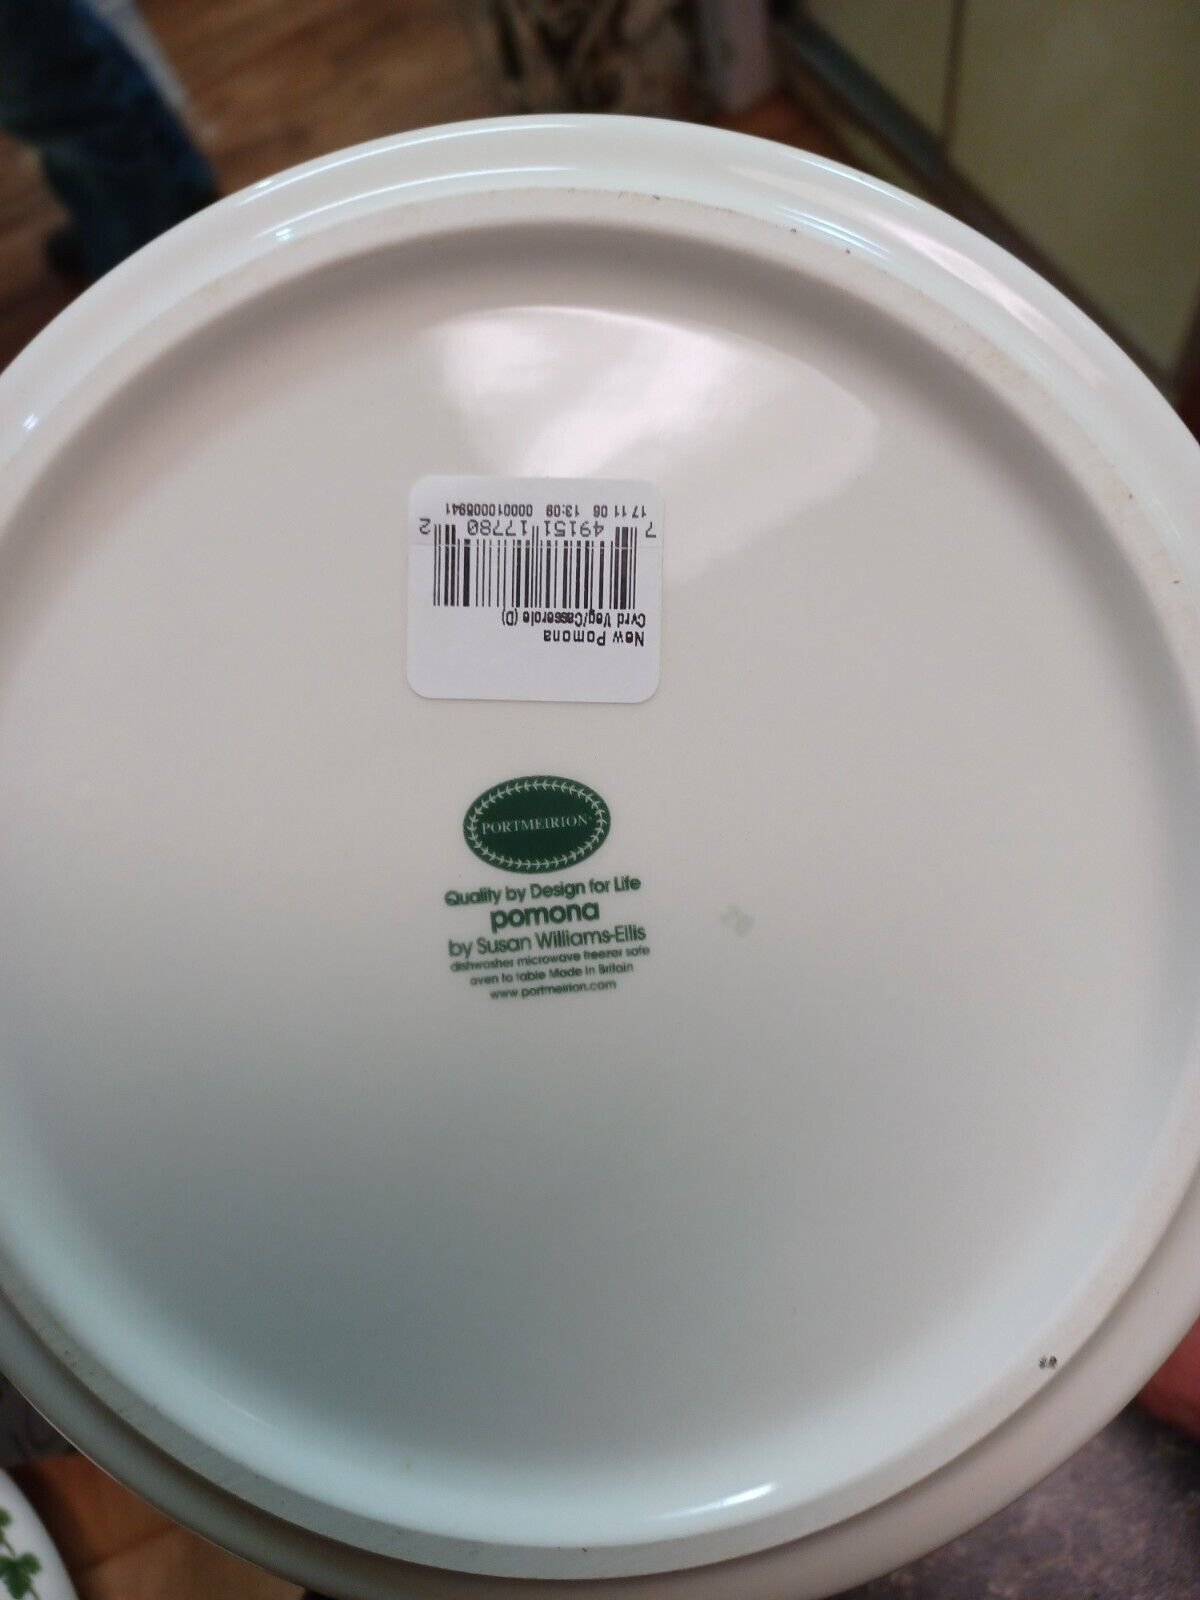 New Pomona
Cvrd Veg/Casserole (D)
7 49151 17780 2
17 11 06 13:09 000010005941
PORTMEIRION
Quality by Design for Life
pomona
by Susan Williams-Ellis
dishwasher microwave freezer safe
oven to table Made in Britain
www.portmeirion.com